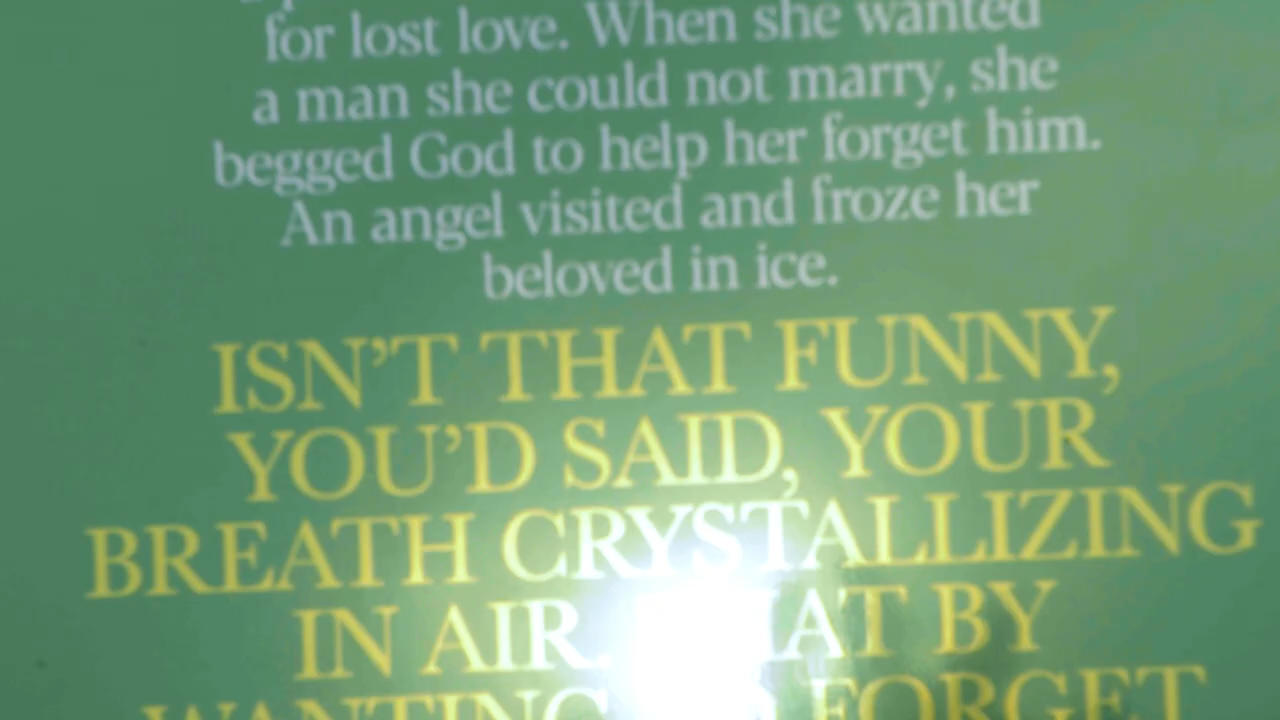 for lost love. When she wanted
a man she could not marry, she
begged God to help her forget him.
An angel visited and froze her
beloved in ice.
ISN'T THAT FUNNY,
YOU'D SAID, YOUR
BREATH CRYSTALLIZING
IN AIR. BY
WANTING FORGET